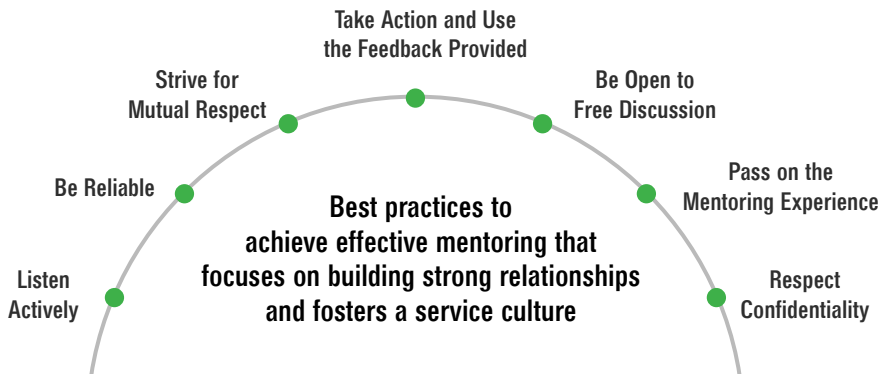 Take Action and Use
the Feedback Provided
Strive for
Mutual Respect
Be Open to
Free Discussion
Be Reliable
Pass on the
Mentoring Experience
Best practices to
achieve effective mentoring that
focuses on building strong relationships
and fosters a service culture
Listen
Actively
Respect
Confidentiality